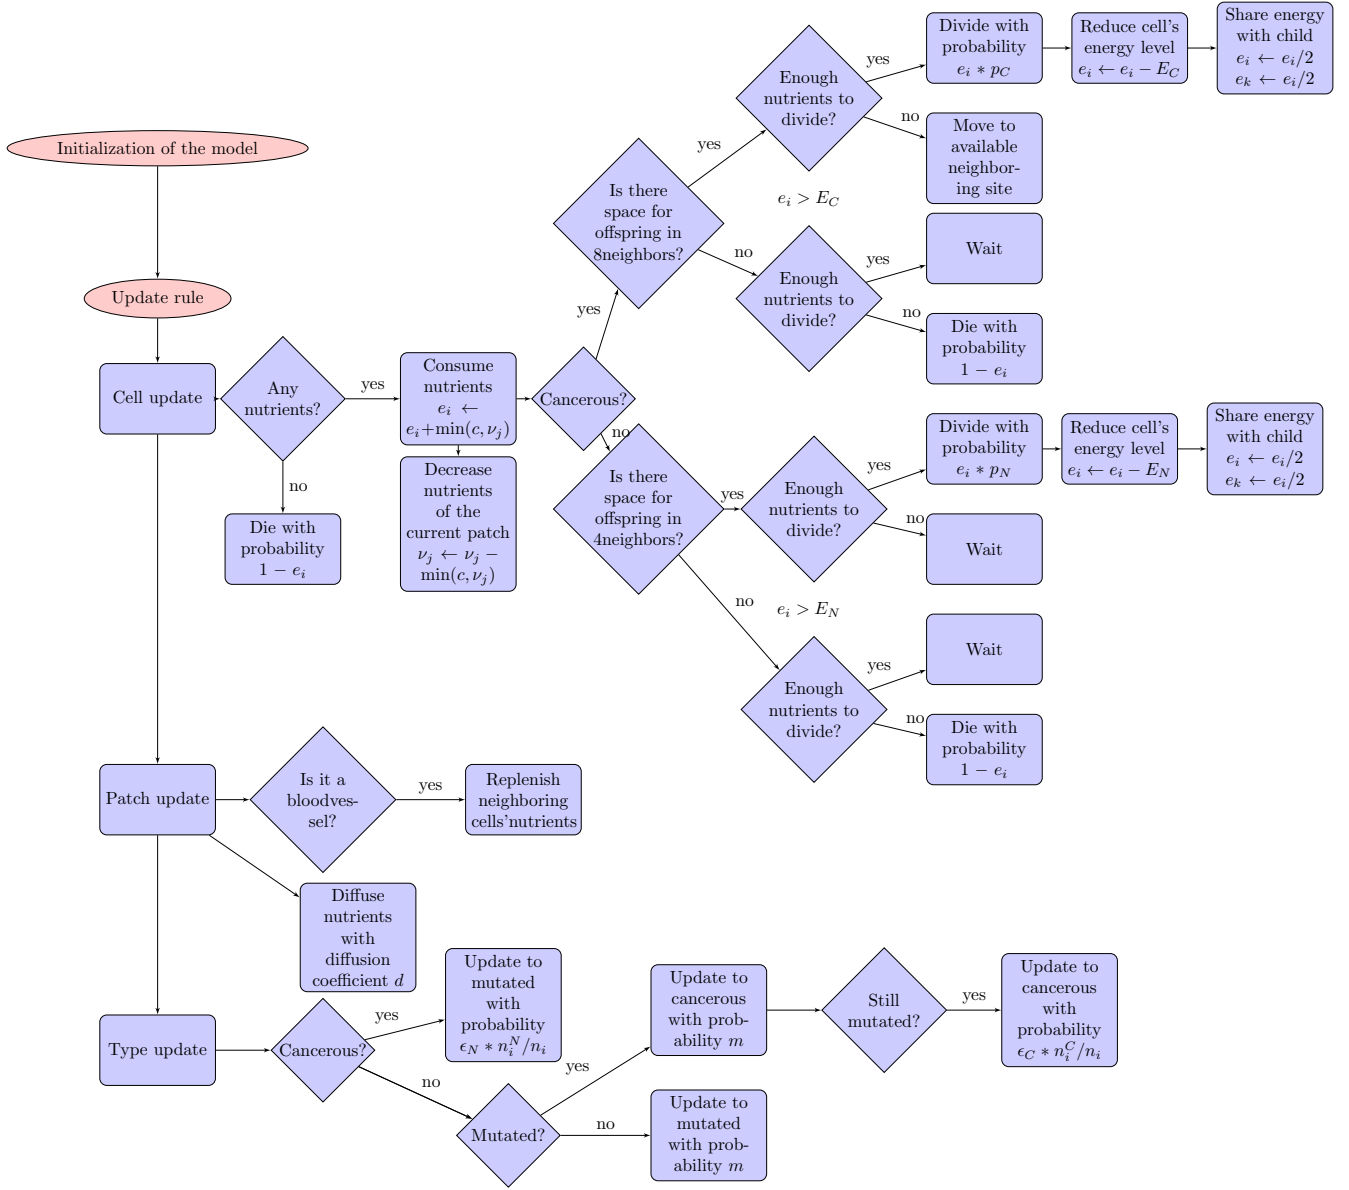 Initialization of the model
Update rule
Cell update
Any
nutrients?
yes
no
Die with
probability
1 − e_i
Consume
nutrients
e_i ←
e_i+min(c, ν_j)
Decrease
nutrients
of the
current patch
ν_j ← ν_j −
min(c, ν_j)
Cancerous?
yes
no
Is there
space for
offspring in
8neighbors?
yes
no
Enough
nutrients to
divide?
yes
no
Divide with
probability
e_i ∗ p_C
Reduce cell's
energy level
e_i ← e_i − E_C
Share energy
with child
e_i ← e_i/2
e_k ← e_i/2
Move to
available
neighbor-
ing site
e_i > E_C
Enough
nutrients to
divide?
yes
no
Wait
Die with
probability
1 − e_i
Is there
space for
offspring in
4neighbors?
yes
no
Enough
nutrients to
divide?
yes
no
Divide with
probability
e_i ∗ p_N
Reduce cell's
energy level
e_i ← e_i − E_N
Share energy
with child
e_i ← e_i/2
e_k ← e_i/2
Wait
e_i > E_N
Enough
nutrients to
divide?
yes
no
Wait
Die with
probability
1 − e_i
Patch update
Is it a
bloodves-
sel?
yes
Replenish
neighboring
cells'nutrients
Diffuse
nutrients
with
diffusion
coefficient d
Type update
Cancerous?
yes
no
Update to
mutated
with
probability
ϵ_N ∗ n_i^N/n_i
Mutated?
yes
no
Update to
cancerous
with prob-
ability m
Still
mutated?
yes
Update to
cancerous
with
probability
ϵ_C ∗ n_i^C/n_i
Update to
mutated
with prob-
ability m